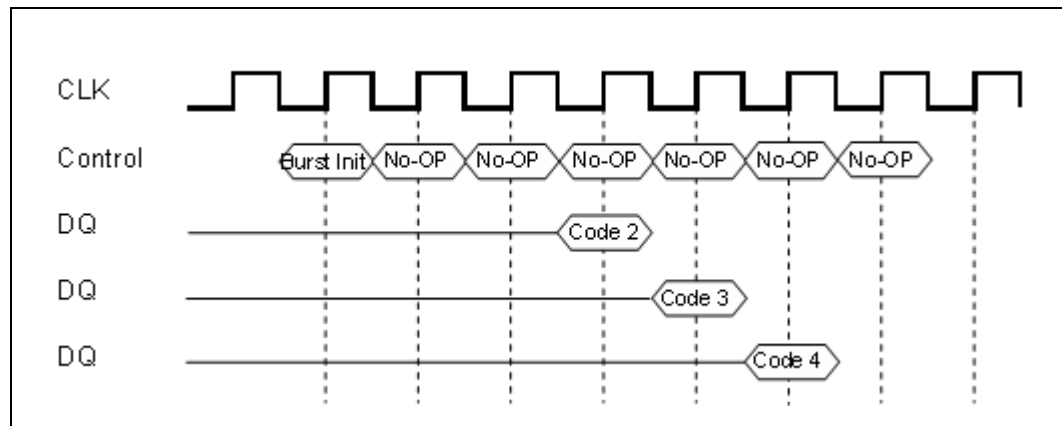 CLK
Control Burst Init No-OP No-OP No-OP No-OP No-OP No-OP
DQ Code 2
DQ Code 3
DQ Code 4